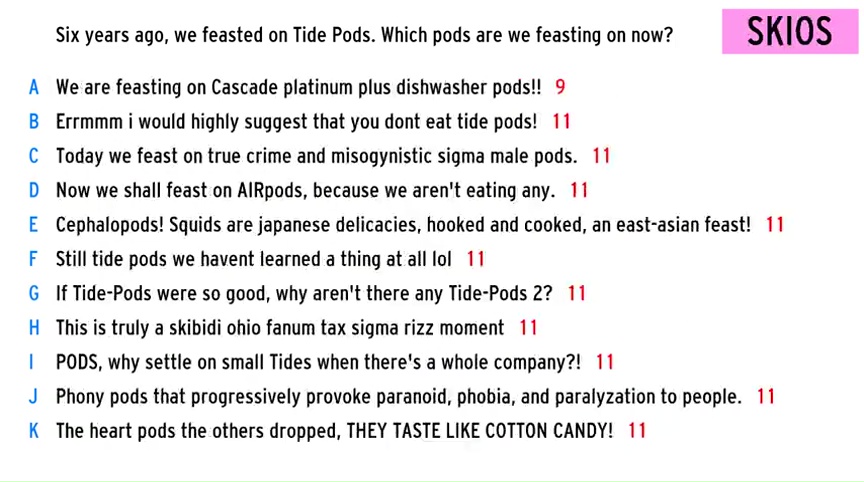 Six years ago, we feasted on Tide Pods. Which pods are we feasting on now?
SKIOS
A We are feasting on Cascade platinum plus dishwasher pods!! 9
B Errmmm i would highly suggest that you dont eat tide pods! 11
C Today we feast on true crime and misogynistic sigma male pods. 11
D Now we shall feast on AIRpods, because we aren't eating any. 11
E Cephalopods! Squids are japanese delicacies, hooked and cooked, an east-asian feast! 11
F Still tide pods we havent learned a thing at all lol 11
G If Tide-Pods were so good, why aren't there any Tide-Pods 2? 11
H This is truly a skibidi ohio fanum tax sigma rizz moment 11
I PODS, why settle on small Tides when there's a whole company?! 11
J Phony pods that progressively provoke paranoid, phobia, and paralyzation to people. 11
K The heart pods the others dropped, THEY TASTE LIKE COTTON CANDY! 11